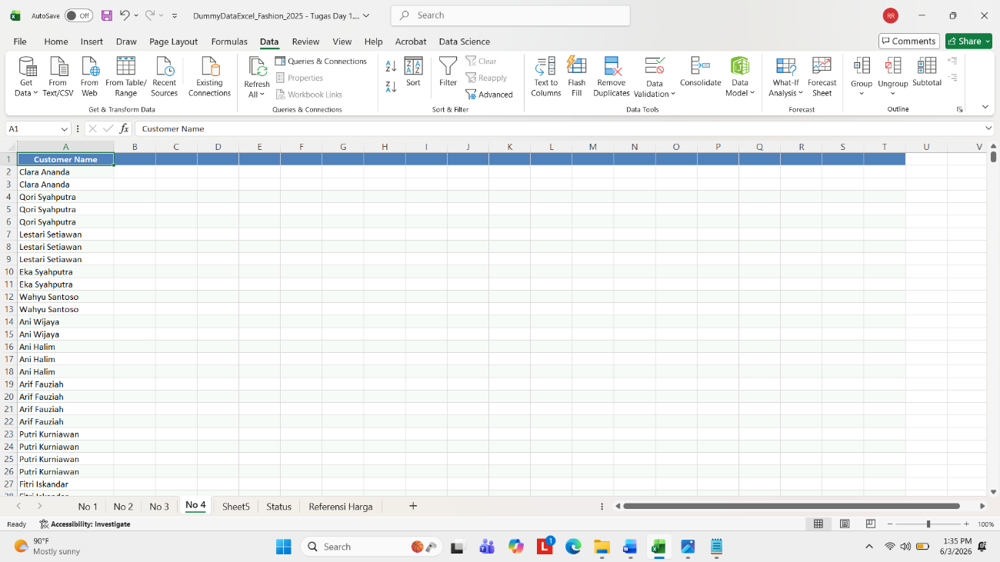 AutoSave Off DummyDataExcel_Fashion_2025 - Tugas Day 1.... Search RR
File Home Insert Draw Page Layout Formulas Data Review View Help Acrobat Data Science Comments Share
Get Data
From Text/CSV
From Web
From Table/ Range
Recent Sources
Existing Connections
Get & Transform Data
Refresh All
Queries & Connections
Properties
Workbook Links
Queries & Connections
Sort
Filter
Clear
Reapply
Advanced
Sort & Filter
Text to Columns
Flash Fill
Remove Duplicates
Data Validation
Consolidate
Data Model
Data Tools
What-If Analysis
Forecast Sheet
Forecast
Group
Ungroup
Subtotal
Outline
A1 fx Customer Name
A B C D E F G H I J K L M N O P Q R S T U V
1 Customer Name
2 Clara Ananda
3 Clara Ananda
4 Qori Syahputra
5 Qori Syahputra
6 Qori Syahputra
7 Lestari Setiawan
8 Lestari Setiawan
9 Lestari Setiawan
10 Eka Syahputra
11 Eka Syahputra
12 Wahyu Santoso
13 Wahyu Santoso
14 Ani Wijaya
15 Ani Wijaya
16 Ani Halim
17 Ani Halim
18 Ani Halim
19 Arif Fauziah
20 Arif Fauziah
21 Arif Fauziah
22 Arif Fauziah
23 Putri Kurniawan
24 Putri Kurniawan
25 Putri Kurniawan
26 Putri Kurniawan
27 Fitri Iskandar
No 1 No 2 No 3 No 4 Sheet5 Status Referensi Harga
Ready Accessibility: Investigate 100%
90°F
Mostly sunny
Search
1
1:35 PM
6/3/2026